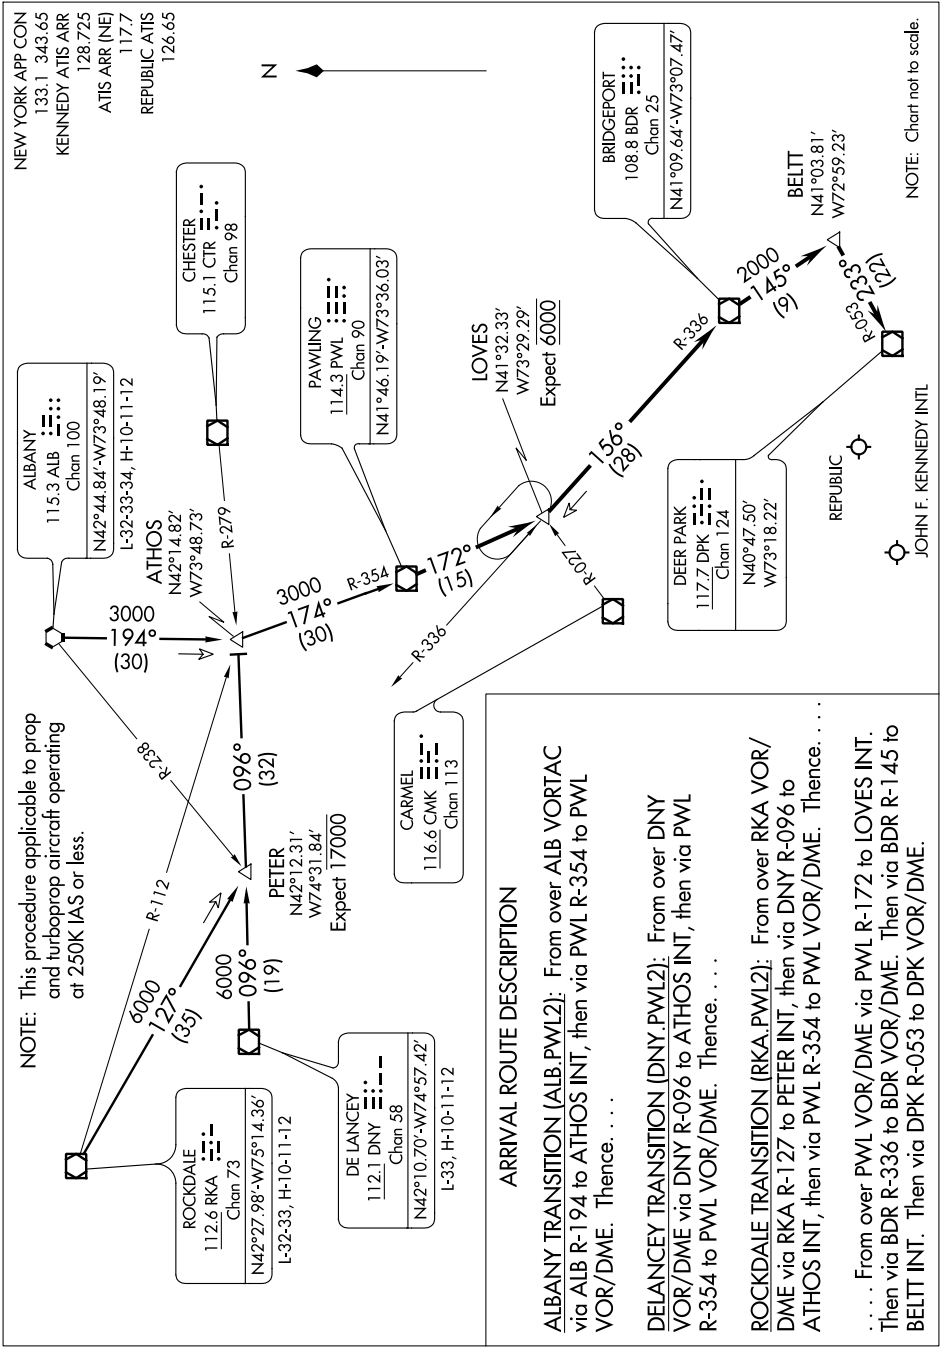 NEW YORK APP CON
133.1 343.65
KENNEDY ATIS ARR
128.725
ATIS ARR (NE)
117.7
REPUBLIC ATIS
126.65
NOTE: This procedure applicable to prop
and turboprop aircraft operating
at 250K IAS or less.
N
ALBANY
115.3 ALB
Chan 100
N42°44.84′-W73°48.19′
L-32-33-34, H-10-11-12
CHESTER
115.1 CTR
Chan 98
ROCKDALE
112.6 RKA
Chan 73
N42°27.98′-W75°14.36′
L-32-33, H-10-11-12
DE LANCEY
112.1 DNY
Chan 58
N42°10.70′-W74°57.42′
L-33, H-10-11-12
R-112
R-238
R-279
6000
127°
(35)
6000
096°
(19)
PETER
N42°12.31′
W74°31.84′
Expect 17000
096°
(32)
3000
194°
(30)
ATHOS
N42°14.82′
W73°48.73′
3000
174°
(30)
R-354
PAWLING
114.3 PWL
Chan 90
N41°46.19′-W73°36.03′
172°
(15)
R-336
LOVES
N41°32.33′
W73°29.29′
Expect 6000
R-027
CARMEL
116.6 CMK
Chan 113
156°
(28)
R-336
BRIDGEPORT
108.8 BDR
Chan 25
N41°09.64′-W73°07.47′
2000
145°
(9)
BELTT
N41°03.81′
W72°59.23′
233°
(22)
R-053
DEER PARK
117.7 DPK
Chan 124
N40°47.50′
W73°18.22′
REPUBLIC
JOHN F. KENNEDY INTL
NOTE: Chart not to scale.
ARRIVAL ROUTE DESCRIPTION
ALBANY TRANSITION (ALB.PWL2): From over ALB VORTAC
via ALB R-194 to ATHOS INT, then via PWL R-354 to PWL
VOR/DME. Thence. . . .
DELANCEY TRANSITION (DNY.PWL2): From over DNY
VOR/DME via DNY R-096 to ATHOS INT, then via PWL
R-354 to PWL VOR/DME. Thence. . . .
ROCKDALE TRANSITION (RKA.PWL2): From over RKA VOR/
DME via RKA R-127 to PETER INT, then via DNY R-096 to
ATHOS INT, then via PWL R-354 to PWL VOR/DME. Thence. . . .
. . . . From over PWL VOR/DME via PWL R-172 to LOVES INT.
Then via BDR R-336 to BDR VOR/DME. Then via BDR R-145 to
BELTT INT. Then via DPK R-053 to DPK VOR/DME.